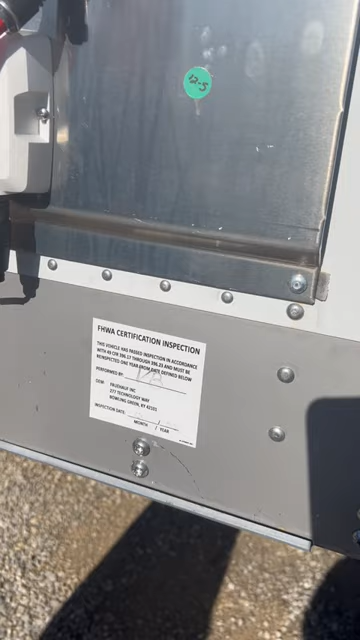 12-5
FHWA CERTIFICATION INSPECTION
THIS VEHICLE HAS PASSED INSPECTION IN ACCORDANCE
WITH 49 CFR 396.17 THROUGH 396.23 AND MUST BE
REINSPECTED ONE YEAR FROM DATE DEFINED BELOW
PERFORMED BY:
OEM: FRUEHAUF INC
277 TECHNOLOGY WAY
BOWLING GREEN, KY 42101
INSPECTION DATE:
MONTH / YEAR